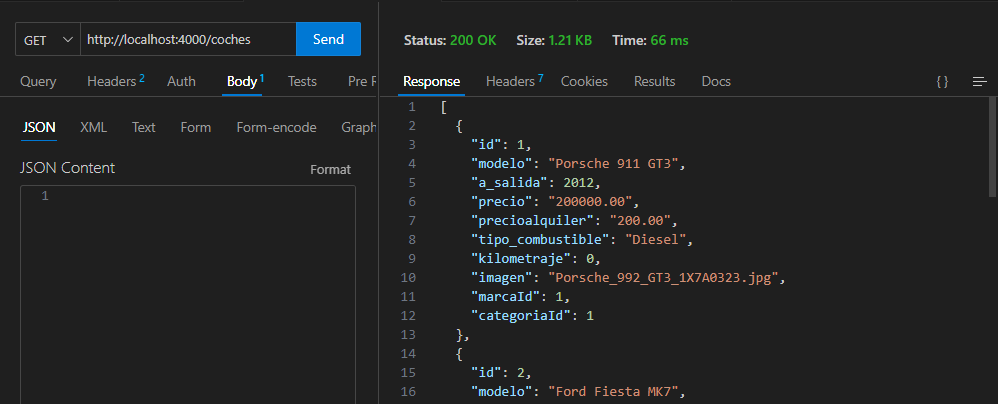 GET http://localhost:4000/coches Send
Query Headers 2 Auth Body 1 Tests Pre R
JSON XML Text Form Form-encode Graph
JSON Content Format
1
Status: 200 OK Size: 1.21 KB Time: 66 ms
Response Headers 7 Cookies Results Docs { }
1 [
2 {
3 "id": 1,
4 "modelo": "Porsche 911 GT3",
5 "a_salida": 2012,
6 "precio": "200000.00",
7 "precioalquiler": "200.00",
8 "tipo_combustible": "Diesel",
9 "kilometraje": 0,
10 "imagen": "Porsche_992_GT3_1X7A0323.jpg",
11 "marcaId": 1,
12 "categoriaId": 1
13 },
14 {
15 "id": 2,
16 "modelo": "Ford Fiesta MK7",